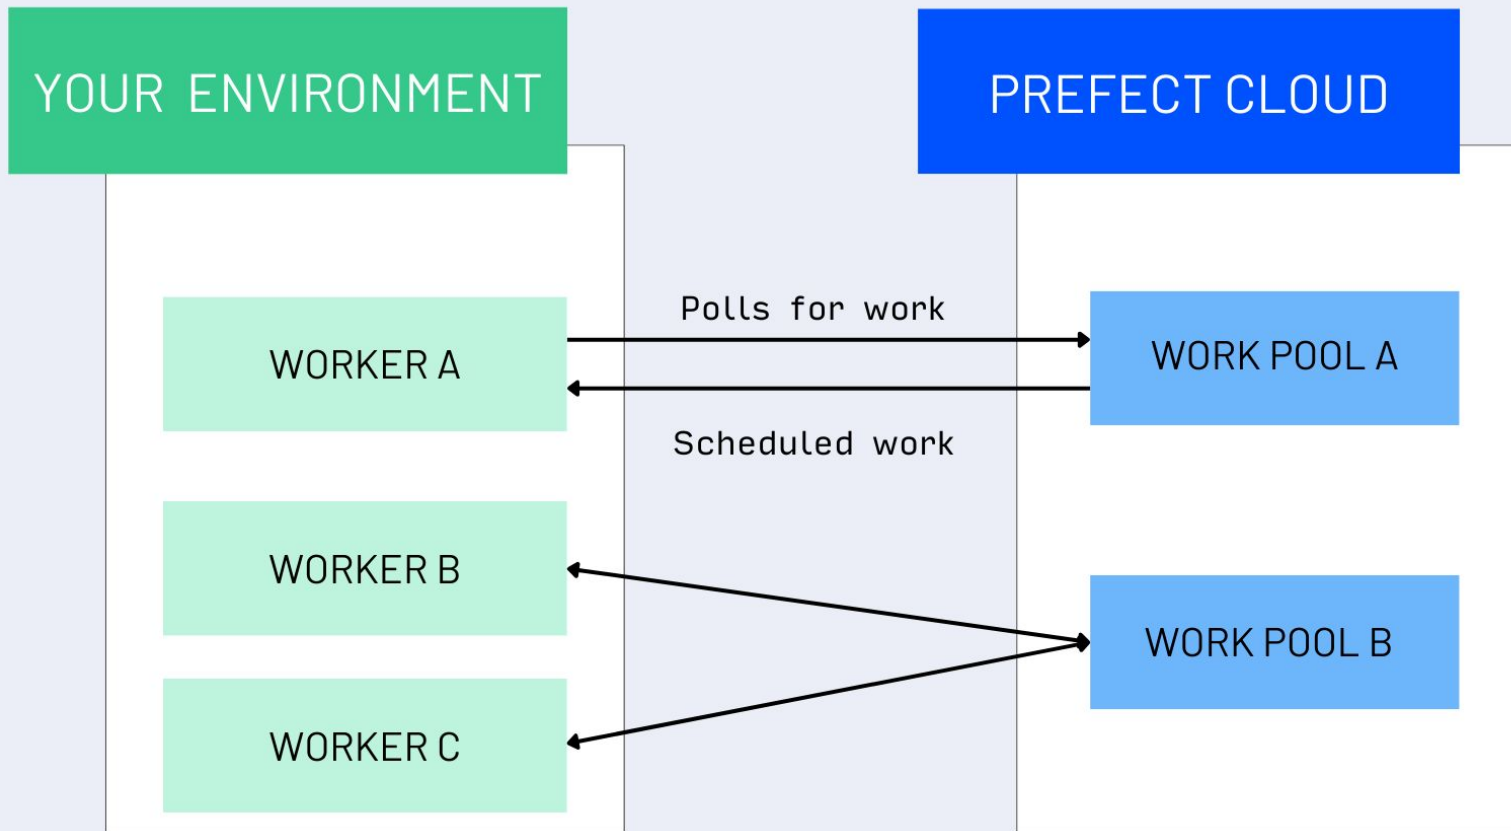 YOUR ENVIRONMENT
PREFECT CLOUD
Polls for work
WORKER A
WORK POOL A
Scheduled work
WORKER B
WORK POOL B
WORKER C